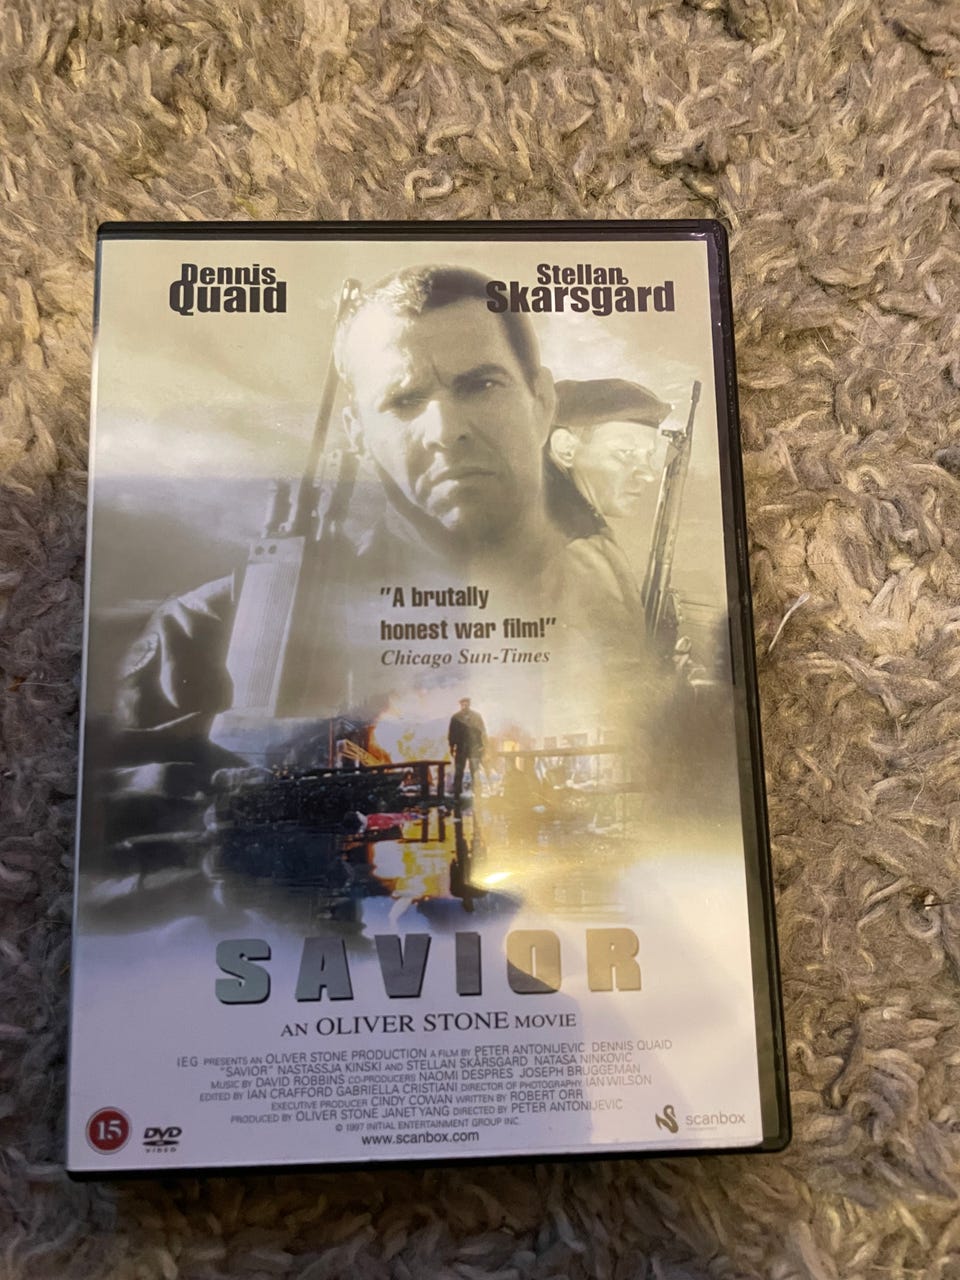 Dennis
Quaid
Stellan
Skarsgård
"A brutally
honest war film!"
Chicago Sun-Times
SAVIOR
AN OLIVER STONE MOVIE
I.E.G PRESENTS AN OLIVER STONE PRODUCTION A FILM BY PETER ANTONIJEVIC DENNIS QUAID
"SAVIOR" NASTASSJA KINSKI AND STELLAN SKARSGÅRD NATASA NINKOVIC
MUSIC BY DAVID ROBBINS CO-PRODUCERS NAOMI DESPRES JOSEPH BRUGGEMAN
EDITED BY IAN CRAFFORD GABRIELLA CRISTIANI DIRECTOR OF PHOTOGRAPHY IAN WILSON
EXECUTIVE PRODUCER CINDY COWAN WRITTEN BY ROBERT ORR
PRODUCED BY OLIVER STONE JANET YANG DIRECTED BY PETER ANTONIJEVIC
© 1997 INITIAL ENTERTAINMENT GROUP INC.
www.scanbox.com
15
DVD
VIDEO
scanbox